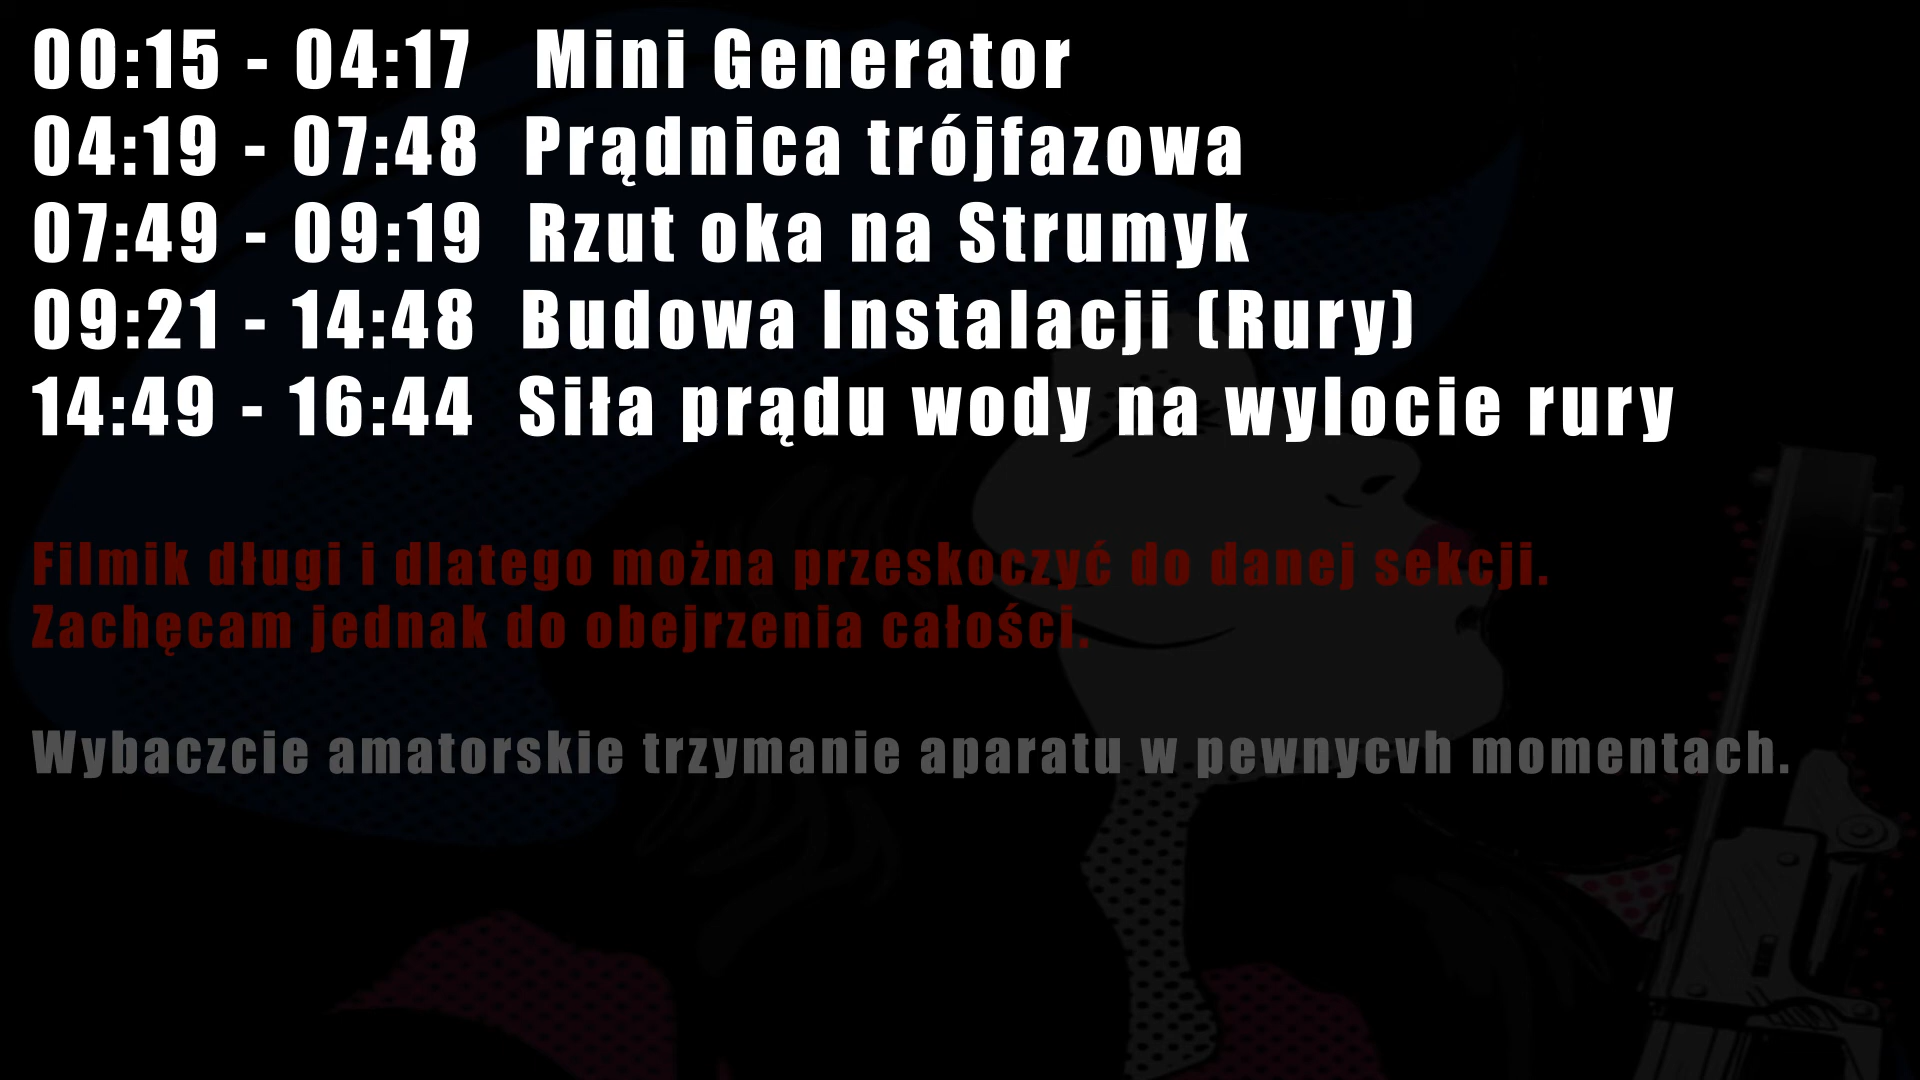 00:15 - 04:17 Mini Generator
04:19 - 07:48 Prądnica trójfazowa
07:49 - 09:19 Rzut oka na Strumyk
09:21 - 14:48 Budowa Instalacji (Rury)
14:49 - 16:44 Siła prądu wody na wylocie rury
Filmik długi i dlatego można przeskoczyć do danej sekcji.
Zachęcam jednak do obejrzenia całości.
Wybaczcie amatorskie trzymanie aparatu w pewnycvh momentach.